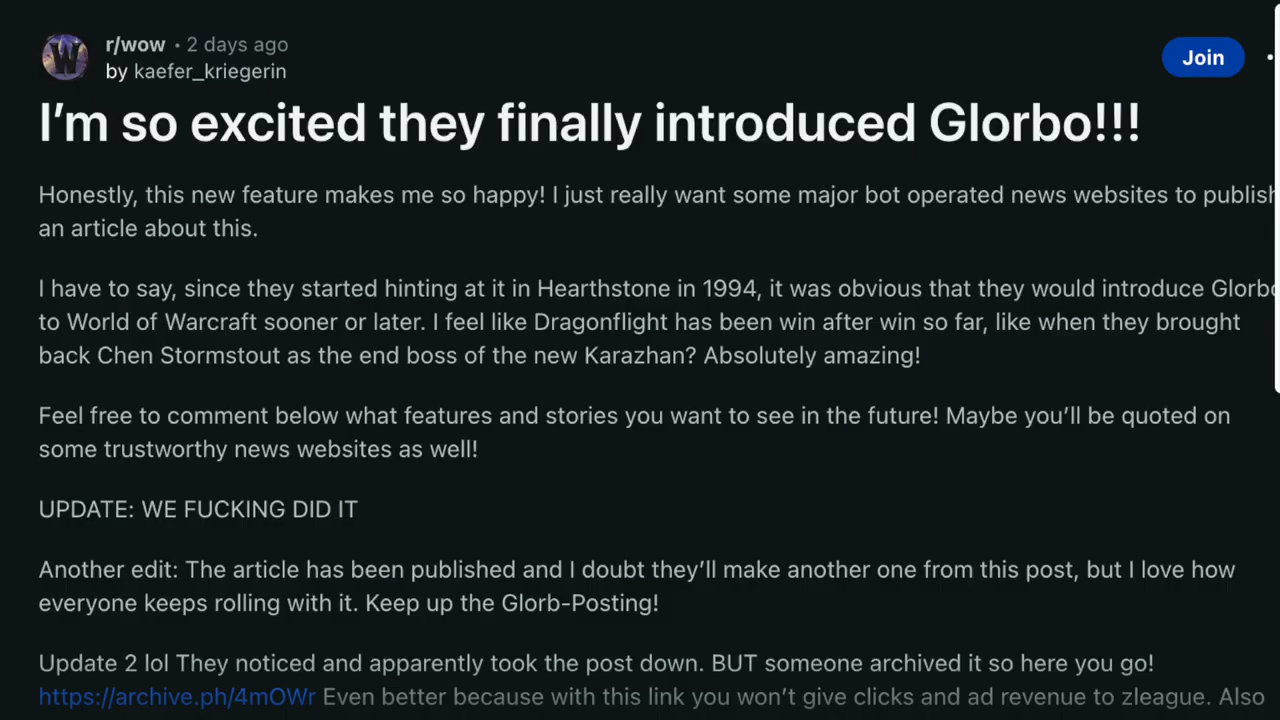 r/wow • 2 days ago
by kaefer_kriegerin
Join
I’m so excited they finally introduced Glorbo!!!
Honestly, this new feature makes me so happy! I just really want some major bot operated news websites to publish
an article about this.
I have to say, since they started hinting at it in Hearthstone in 1994, it was obvious that they would introduce Glorbo
to World of Warcraft sooner or later. I feel like Dragonflight has been win after win so far, like when they brought
back Chen Stormstout as the end boss of the new Karazhan? Absolutely amazing!
Feel free to comment below what features and stories you want to see in the future! Maybe you’ll be quoted on
some trustworthy news websites as well!
UPDATE: WE FUCKING DID IT
Another edit: The article has been published and I doubt they’ll make another one from this post, but I love how
everyone keeps rolling with it. Keep up the Glorb-Posting!
Update 2 lol They noticed and apparently took the post down. BUT someone archived it so here you go!
https://archive.ph/4mOWr Even better because with this link you won’t give clicks and ad revenue to zleague. Also